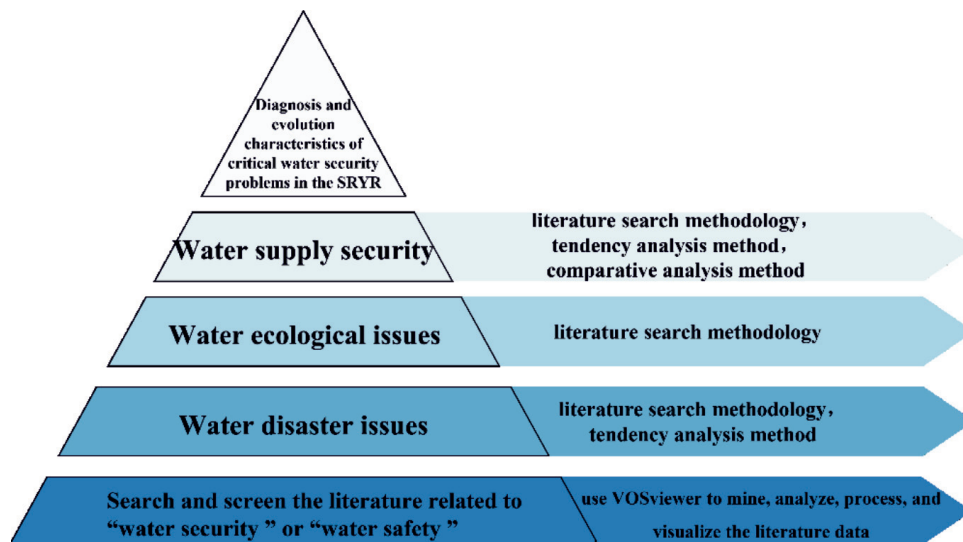 Diagnosis and
evolution
characteristics of
critical water security
problems in the SRYR
Water supply security
literature search methodology,
tendency analysis method,
comparative analysis method
Water ecological issues
literature search methodology
Water disaster issues
literature search methodology,
tendency analysis method
Search and screen the literature related to
“water security ” or “water safety ”
use VOSviewer to mine, analyze, process, and
visualize the literature data